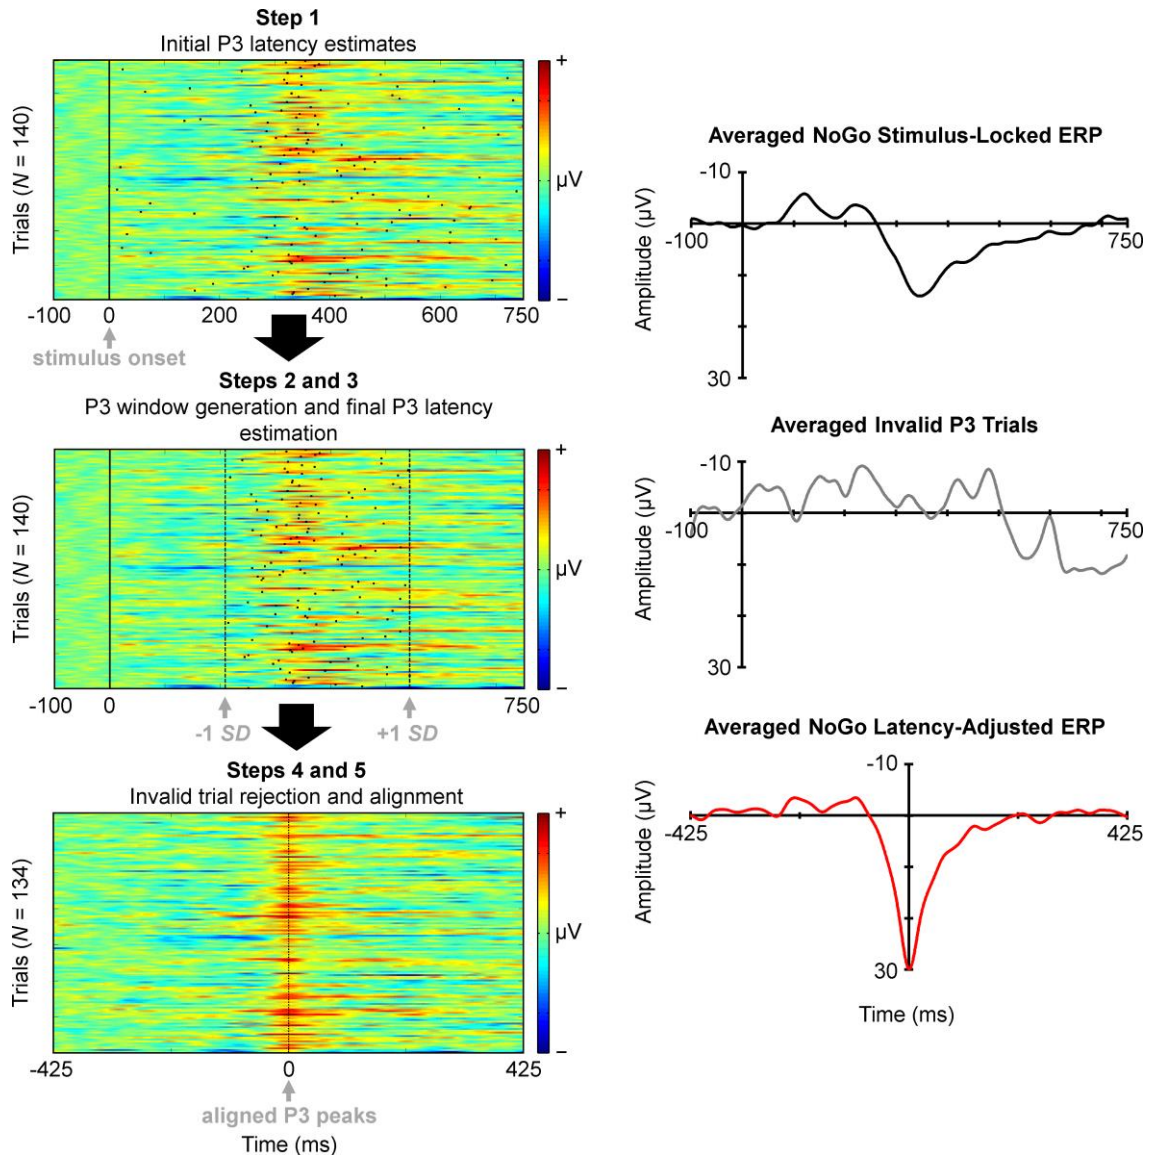 Step 1
Initial P3 latency estimates
Trials (N = 140)
+
µV
−
-100 0 200 400 600 750
stimulus onset
Steps 2 and 3
P3 window generation and final P3 latency
estimation
Trials (N = 140)
+
µV
−
-100 0 750
-1 SD +1 SD
Steps 4 and 5
Invalid trial rejection and alignment
Trials (N = 134)
+
µV
−
-425 0 425
aligned P3 peaks
Time (ms)
Averaged NoGo Stimulus-Locked ERP
-10
Amplitude (µV)
-100 750
30
Averaged Invalid P3 Trials
-10
Amplitude (µV)
-100 750
30
Averaged NoGo Latency-Adjusted ERP
-10
Amplitude (µV)
-425 425
30
Time (ms)